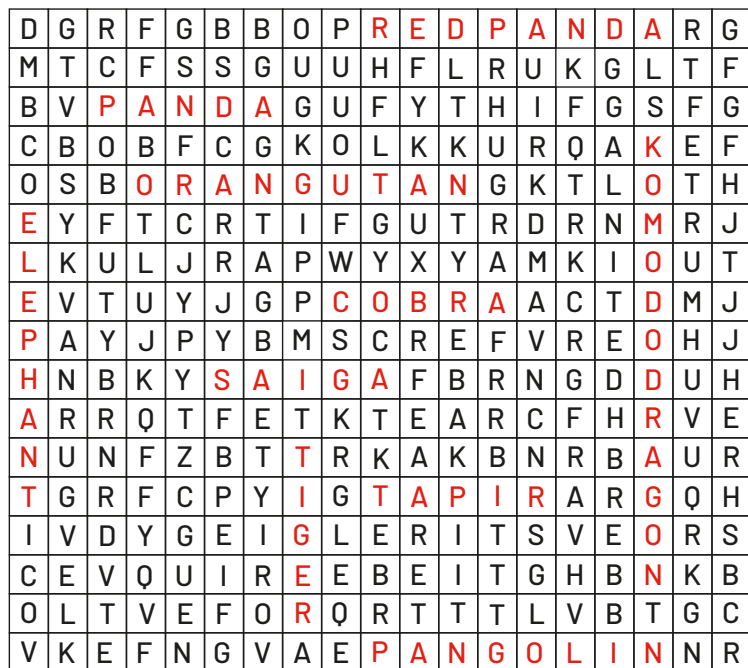 D G R F G B B O P R E D P A N D A R G
M T C F S S G U U H F L R U K G L T F
B V P A N D A G U F Y T H I F G S F G
C B O B F C G K O L K K U R Q A K E F
O S B O R A N G U T A N G K T L O T H
E Y F T C R T I F G U T R D R N M R J
L K U L J R A P W Y X Y A M K I O U T
E V T U Y J G P C O B R A A C T D M J
P A Y J P Y B M S C R E F V R E O H J
H N B K Y S A I G A F B R N G D D U H
A R R Q T F E T K T E A R C F H R V E
N U N F Z B T T R K A K B N R B A U R
T G R F C P Y I G T A P I R A R G Q H
I V D Y G E I G L E R I T S V E O R S
C E V Q U I R E E B E I T G H B N K B
O L T V E F O R Q R T T T L V B T G C
V K E F N G V A E P A N G O L I N N R